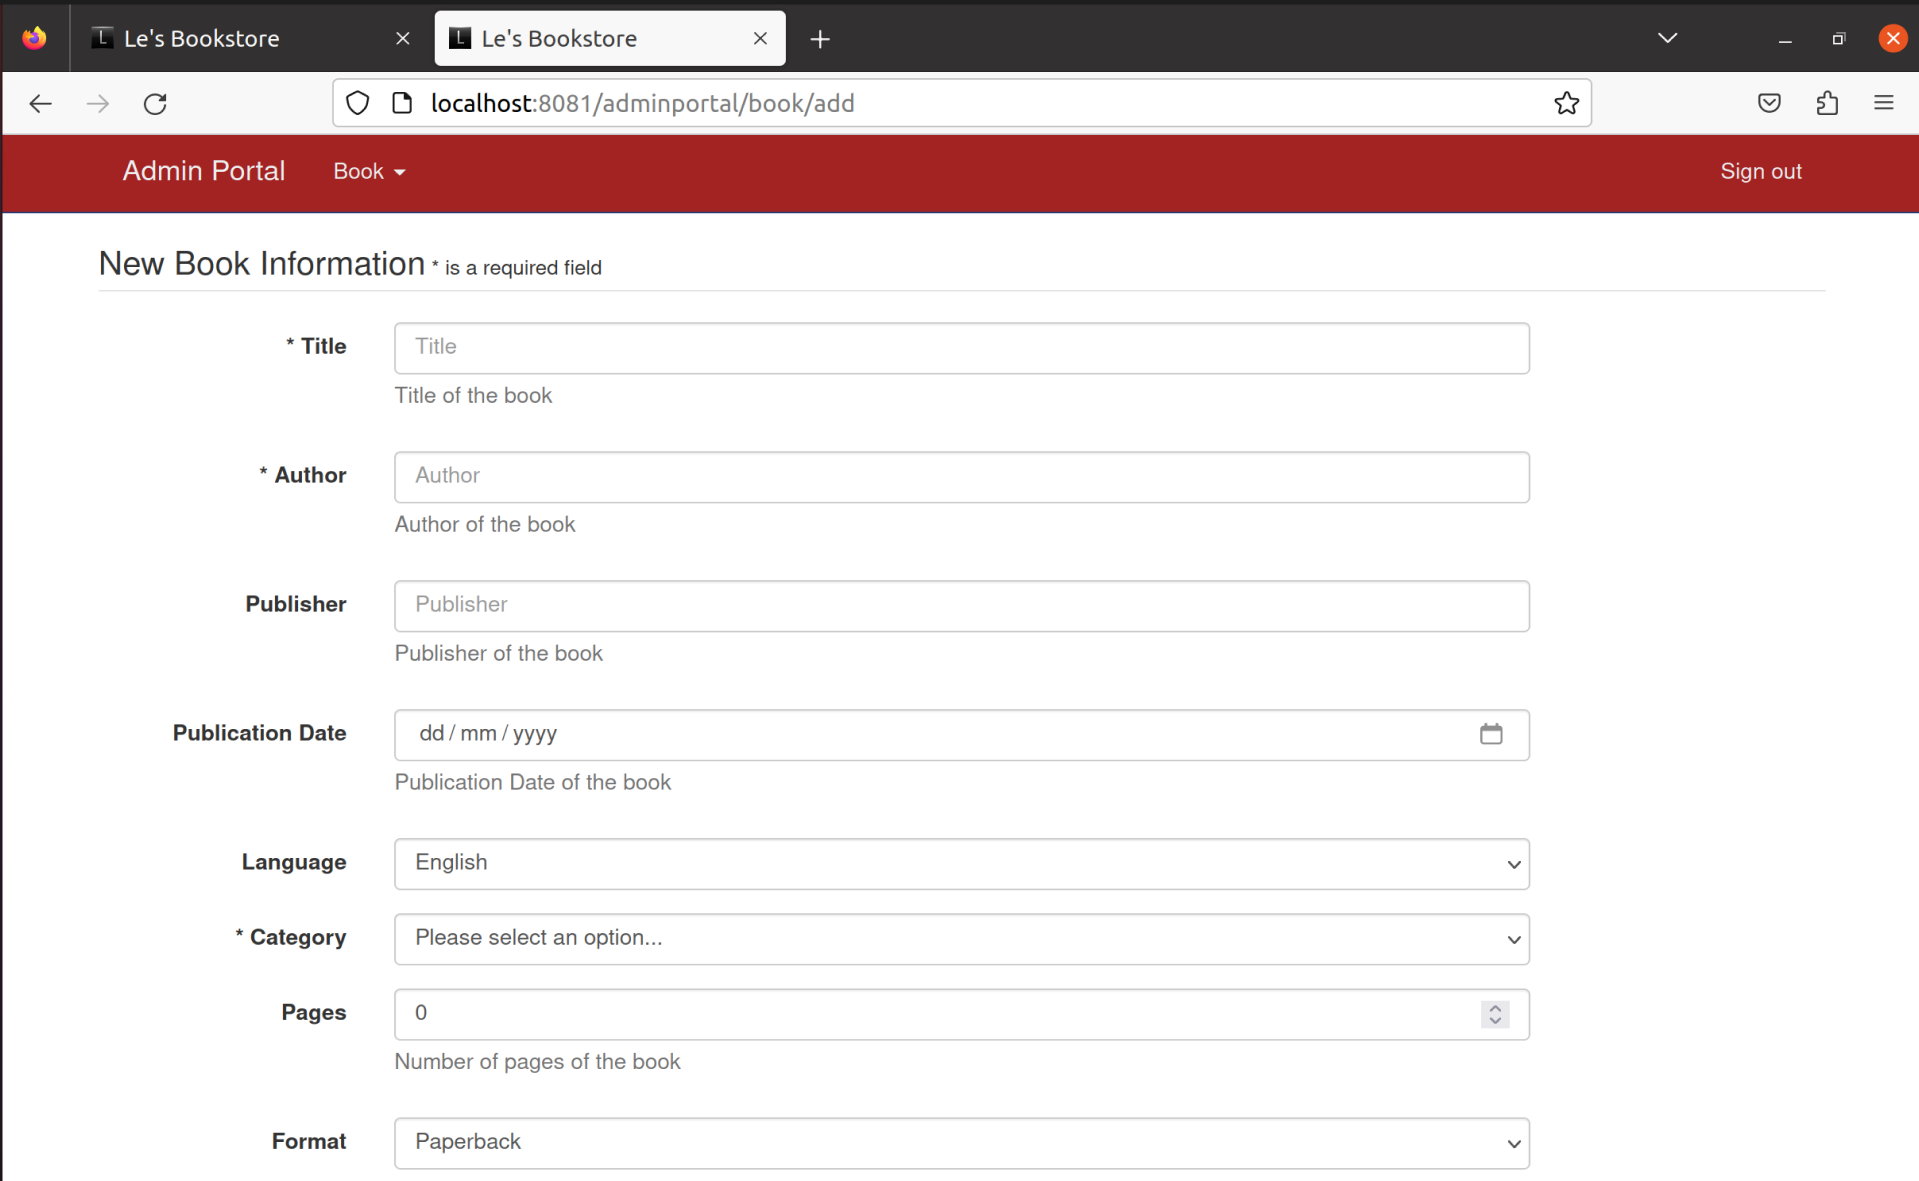 Le's Bookstore
Le's Bookstore
localhost:8081/adminportal/book/add
Admin Portal
Book
Sign out
New Book Information * is a required field
* Title
Title
Title of the book
* Author
Author
Author of the book
Publisher
Publisher
Publisher of the book
Publication Date
dd / mm / yyyy
Publication Date of the book
Language
English
* Category
Please select an option...
Pages
0
Number of pages of the book
Format
Paperback